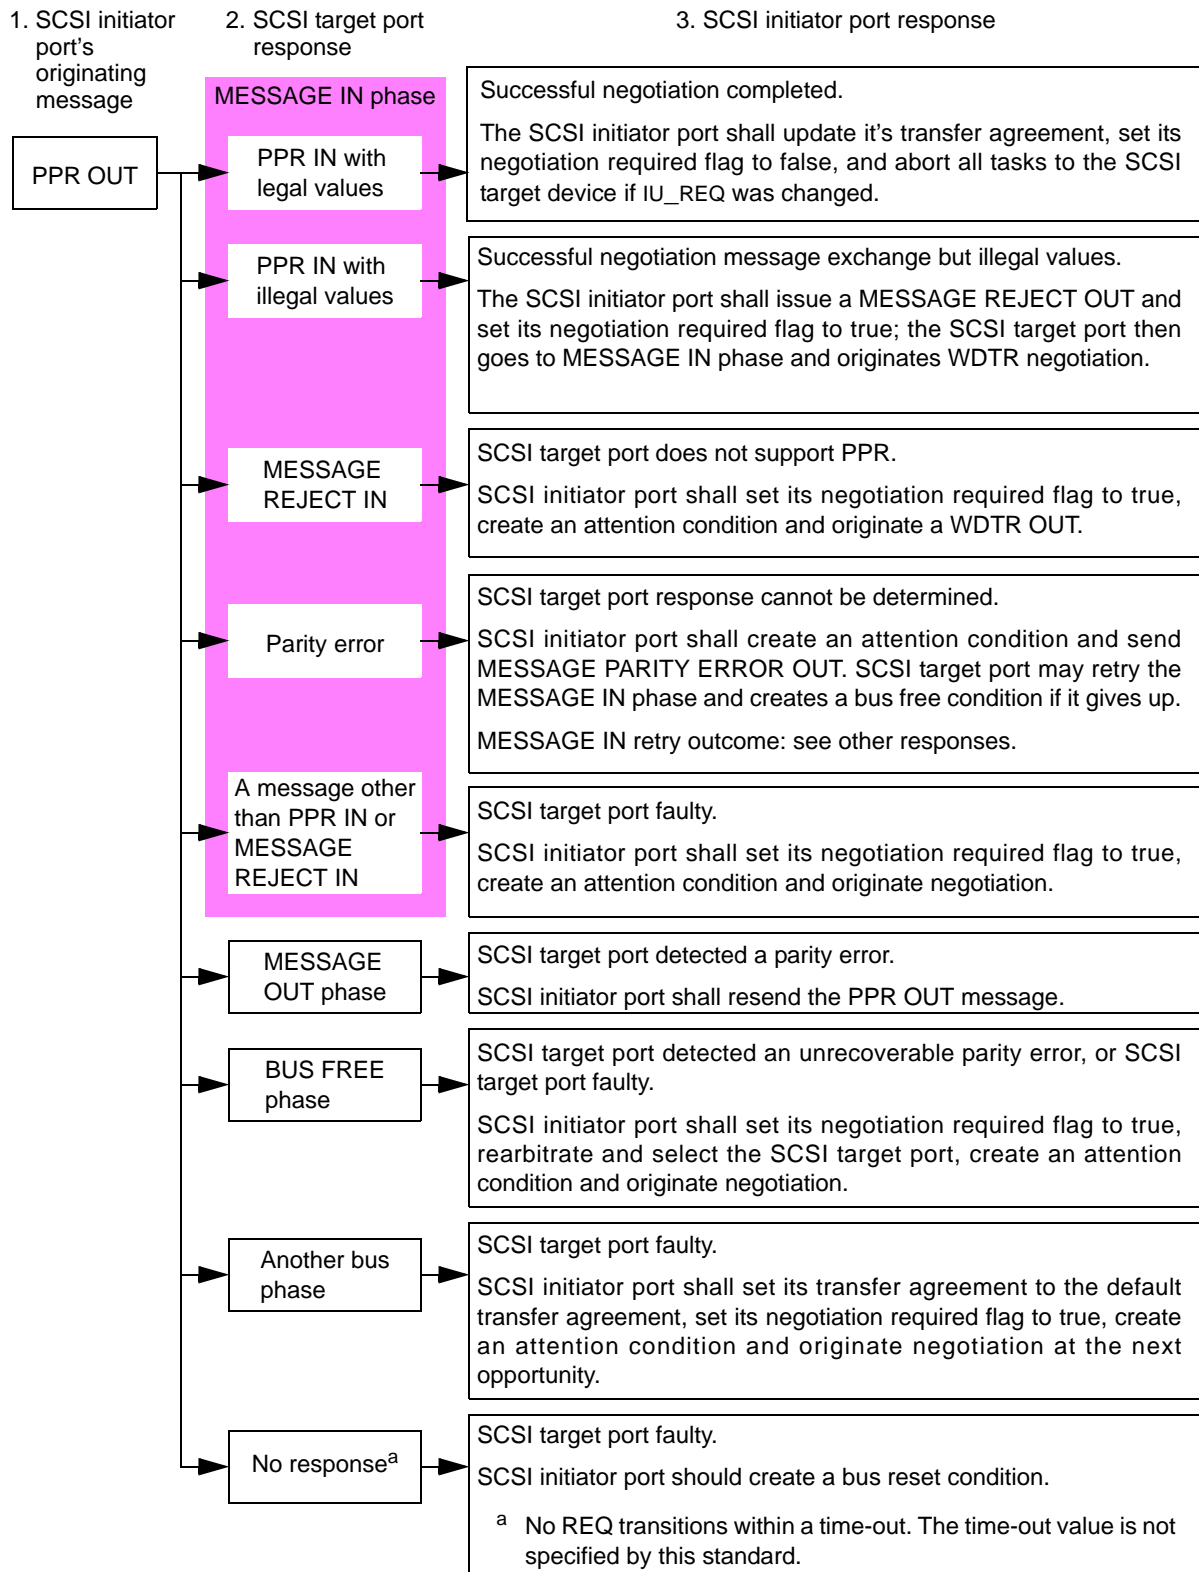 1. SCSI initiator port's originating message
2. SCSI target port response
3. SCSI initiator port response
PPR OUT
MESSAGE IN phase
PPR IN with
legal values
Successful negotiation completed.
The SCSI initiator port shall update it's transfer agreement, set its
negotiation required flag to false, and abort all tasks to the SCSI
target device if IU_REQ was changed.
PPR IN with
illegal values
Successful negotiation message exchange but illegal values.
The SCSI initiator port shall issue a MESSAGE REJECT OUT and
set its negotiation required flag to true; the SCSI target port then
goes to MESSAGE IN phase and originates WDTR negotiation.
MESSAGE
REJECT IN
SCSI target port does not support PPR.
SCSI initiator port shall set its negotiation required flag to true,
create an attention condition and originate a WDTR OUT.
Parity error
SCSI target port response cannot be determined.
SCSI initiator port shall create an attention condition and send
MESSAGE PARITY ERROR OUT. SCSI target port may retry the
MESSAGE IN phase and creates a bus free condition if it gives up.
MESSAGE IN retry outcome: see other responses.
A message other
than PPR IN or
MESSAGE
REJECT IN
SCSI target port faulty.
SCSI initiator port shall set its negotiation required flag to true,
create an attention condition and originate negotiation.
MESSAGE
OUT phase
SCSI target port detected a parity error.
SCSI initiator port shall resend the PPR OUT message.
BUS FREE
phase
SCSI target port detected an unrecoverable parity error, or SCSI
target port faulty.
SCSI initiator port shall set its negotiation required flag to true,
rearbitrate and select the SCSI target port, create an attention
condition and originate negotiation.
Another bus
phase
SCSI target port faulty.
SCSI initiator port shall set its transfer agreement to the default
transfer agreement, set its negotiation required flag to true, create
an attention condition and originate negotiation at the next
opportunity.
No response a
SCSI target port faulty.
SCSI initiator port should create a bus reset condition.
a No REQ transitions within a time-out. The time-out value is not
specified by this standard.